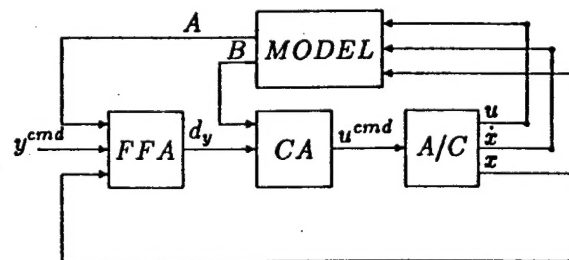 A
B
MODEL
y^{cmd}
FFA
d_y
CA
u^{cmd}
A/C
u
ẋ
x